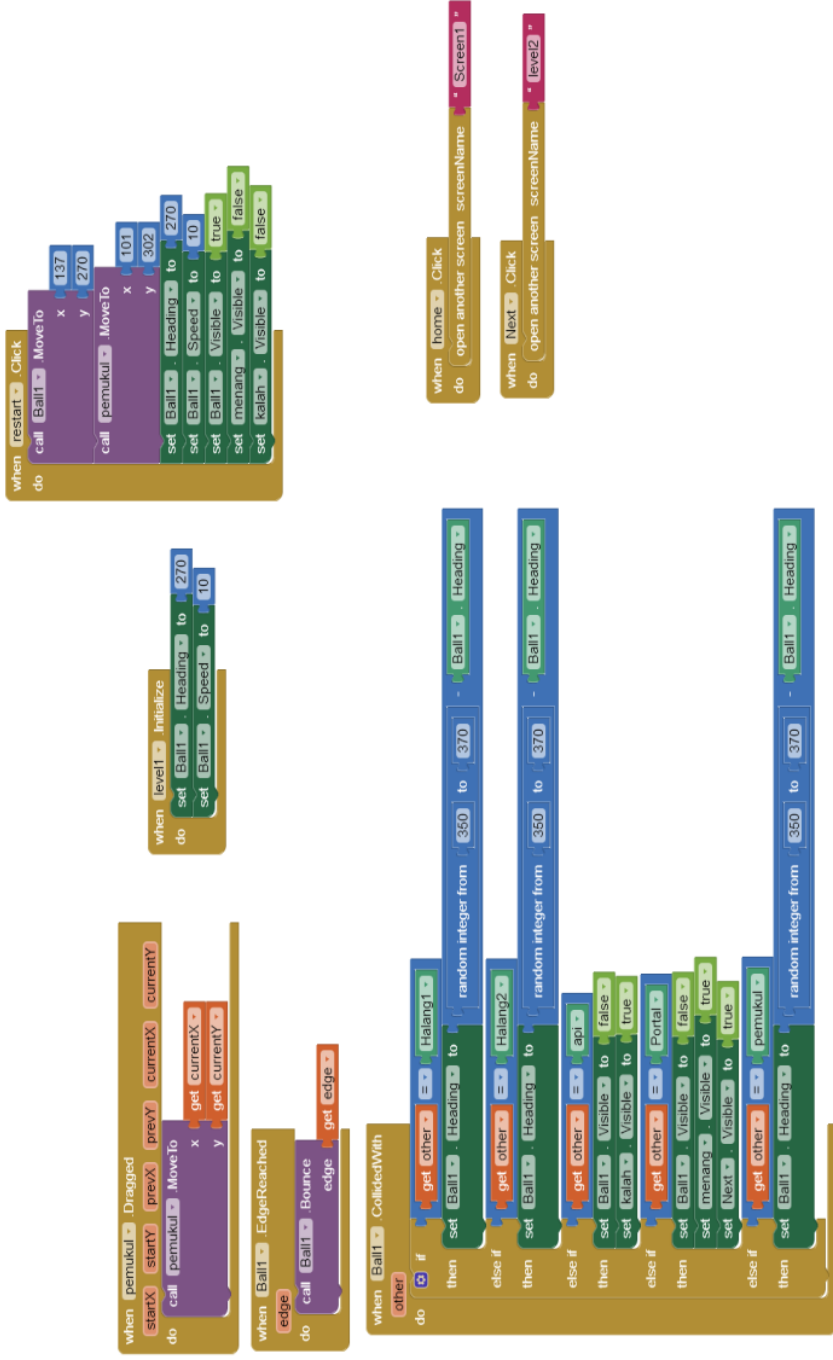 when pemukul .Dragged
startX startY prevX prevY currentX currentY
do call pemukul .MoveTo
x get currentX
y get currentY
when Ball1 .EdgeReached
edge
do call Ball1 .Bounce
edge get edge
when Ball1 .CollidedWith
other
do if get other = Halang1
then set Ball1 . Heading to random integer from 350 to 370 - Ball1 . Heading
else if get other = Halang2
then set Ball1 . Heading to random integer from 350 to 370 - Ball1 . Heading
else if get other = api
then set Ball1 . Visible to false
set kalah . Visible to true
else if get other = Portal
then set Ball1 . Visible to false
set menang . Visible to true
set Next . Visible to true
else if get other = pemukul
then set Ball1 . Heading to random integer from 350 to 370 - Ball1 . Heading
when level1 .Initialize
do set Ball1 . Heading to 270
set Ball1 . Speed to 10
when restart .Click
do call Ball1 .MoveTo
x 137
y 270
call pemukul .MoveTo
x 101
y 302
set Ball1 . Heading to 270
set Ball1 . Speed to 10
set Ball1 . Visible to true
set menang . Visible to false
set kalah . Visible to false
when home .Click
do open another screen screenName " Screen1 "
when Next .Click
do open another screen screenName " level2 "